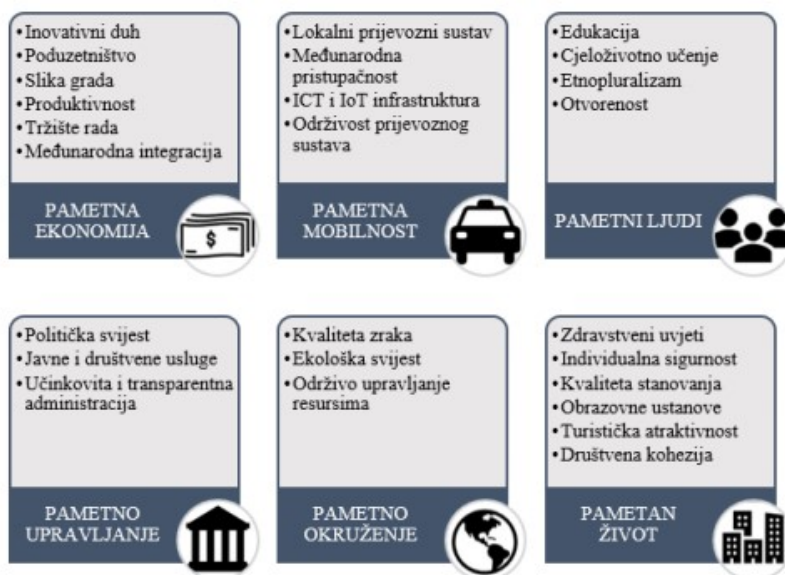 •Inovativni duh
•Poduzetništvo
•Slika grada
•Produktivnost
•Tržište rada
•Međunarodna integracija
PAMETNA
EKONOMIJA
$
•Lokalni prijevozni sustav
•Međunarodna
pristupačnost
•ICT i IoT infrastruktura
•Održivost prijevoznog
sustava
PAMETNA
MOBILNOST
•Edukacija
•Cjeloživotno učenje
•Etnopluralizam
•Otvorenost
PAMETNI LJUDI
•Politička svijest
•Javne i društvene usluge
•Učinkovita i transparentna
administracija
PAMETNO
UPRAVLJANJE
•Kvaliteta zraka
•Ekološka svijest
•Održivo upravljanje
resursima
PAMETNO
OKRUŽENJE
•Zdravstveni uvjeti
•Individualna sigurnost
•Kvaliteta stanovanja
•Obrazovne ustanove
•Turistička atraktivnost
•Društvena kohezija
PAMETAN
ŽIVOT